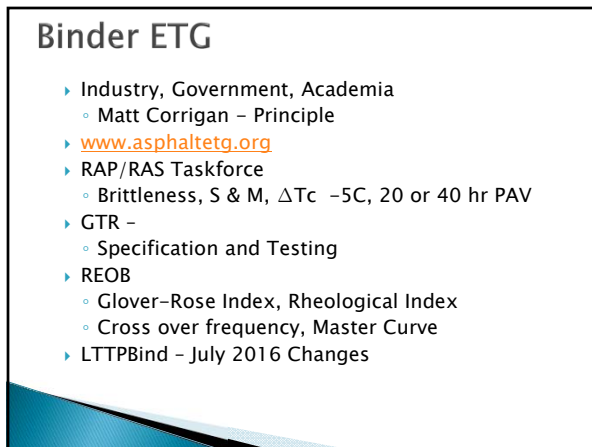 Binder ETG
Industry, Government, Academia
Matt Corrigan – Principle
www.asphaltetg.org
RAP/RAS Taskforce
Brittleness, S & M, ΔTc -5C, 20 or 40 hr PAV
GTR –
Specification and Testing
REOB
Glover-Rose Index, Rheological Index
Cross over frequency, Master Curve
LTTPBind – July 2016 Changes